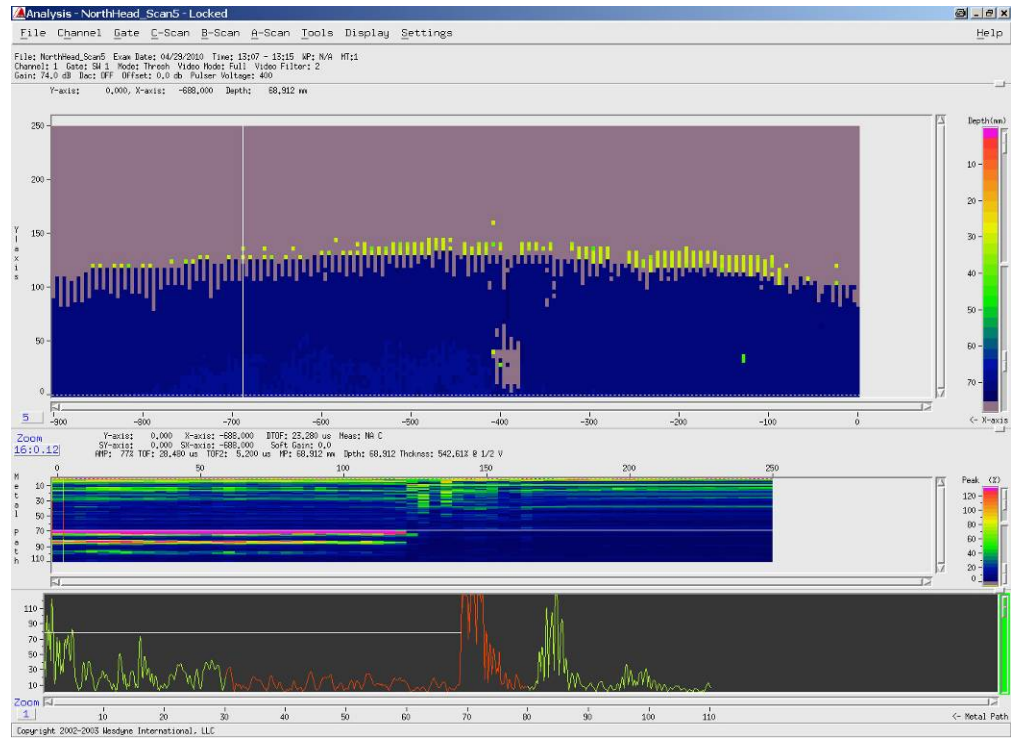 Analysis - NorthHead_Scan5 - Locked
File Channel Gate C-Scan B-Scan A-Scan Tools Display Settings Help
File: NorthHead_Scan5 Exam Date: 04/29/2010 Time: 13:07 - 13:15 WP: N/A MT:1
Channel: 1 Gate: SW 1 Mode: Thresh Video Mode: Full Video Filter: 2
Gain: 74.0 dB Dac: OFF Offset: 0.0 db Pulser Voltage: 400
Y-axis: 0.000, X-axis: -688.000 Depth: 68.912 mm
Depth(mm)
250
200
150
100
50
0
Y-axis
10
20
30
40
50
60
70
5
-900 -800 -700 -600 -500 -400 -300 -200 -100 0
<- X-axis
Zoom
16:0.12
Y-axis: 0.000 X-axis: -688.000 DTOF: 23.280 us Meas: NA C
SY-axis: 0.000 SX-axis: -688.000 Soft Gain: 0.0
AMP: 77% TOF: 28.480 us TOF2: 5.200 us MP: 68.912 mm Dpth: 68.912 Thcknss: 542.61% @ 1/2 V
0 50 100 150 200 250
Metal Path
10
30
50
70
90
110
Peak (%)
120
100
80
60
40
20
0
110
90
70
50
30
10
Zoom
1
10 20 30 40 50 60 70 80 90 100 110
<- Metal Path
Copyright 2002-2003 Wesdyne International, LLC